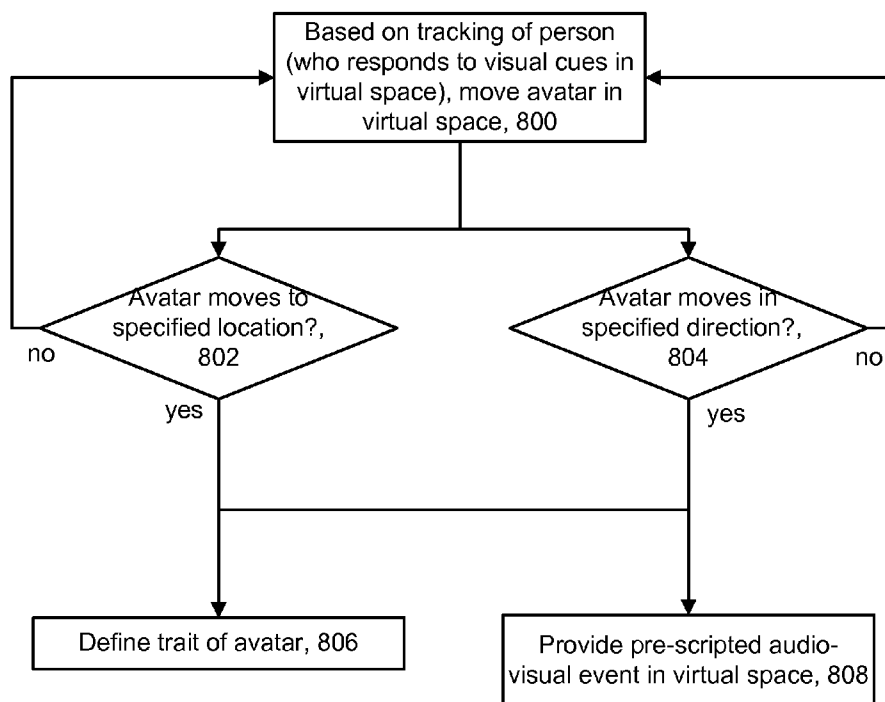 Based on tracking of person
(who responds to visual cues in
virtual space), move avatar in
virtual space, 800
Avatar moves to
specified location?,
802
no
yes
Avatar moves in
specified direction?,
804
no
yes
Define trait of avatar, 806
Provide pre-scripted audio-
visual event in virtual space, 808